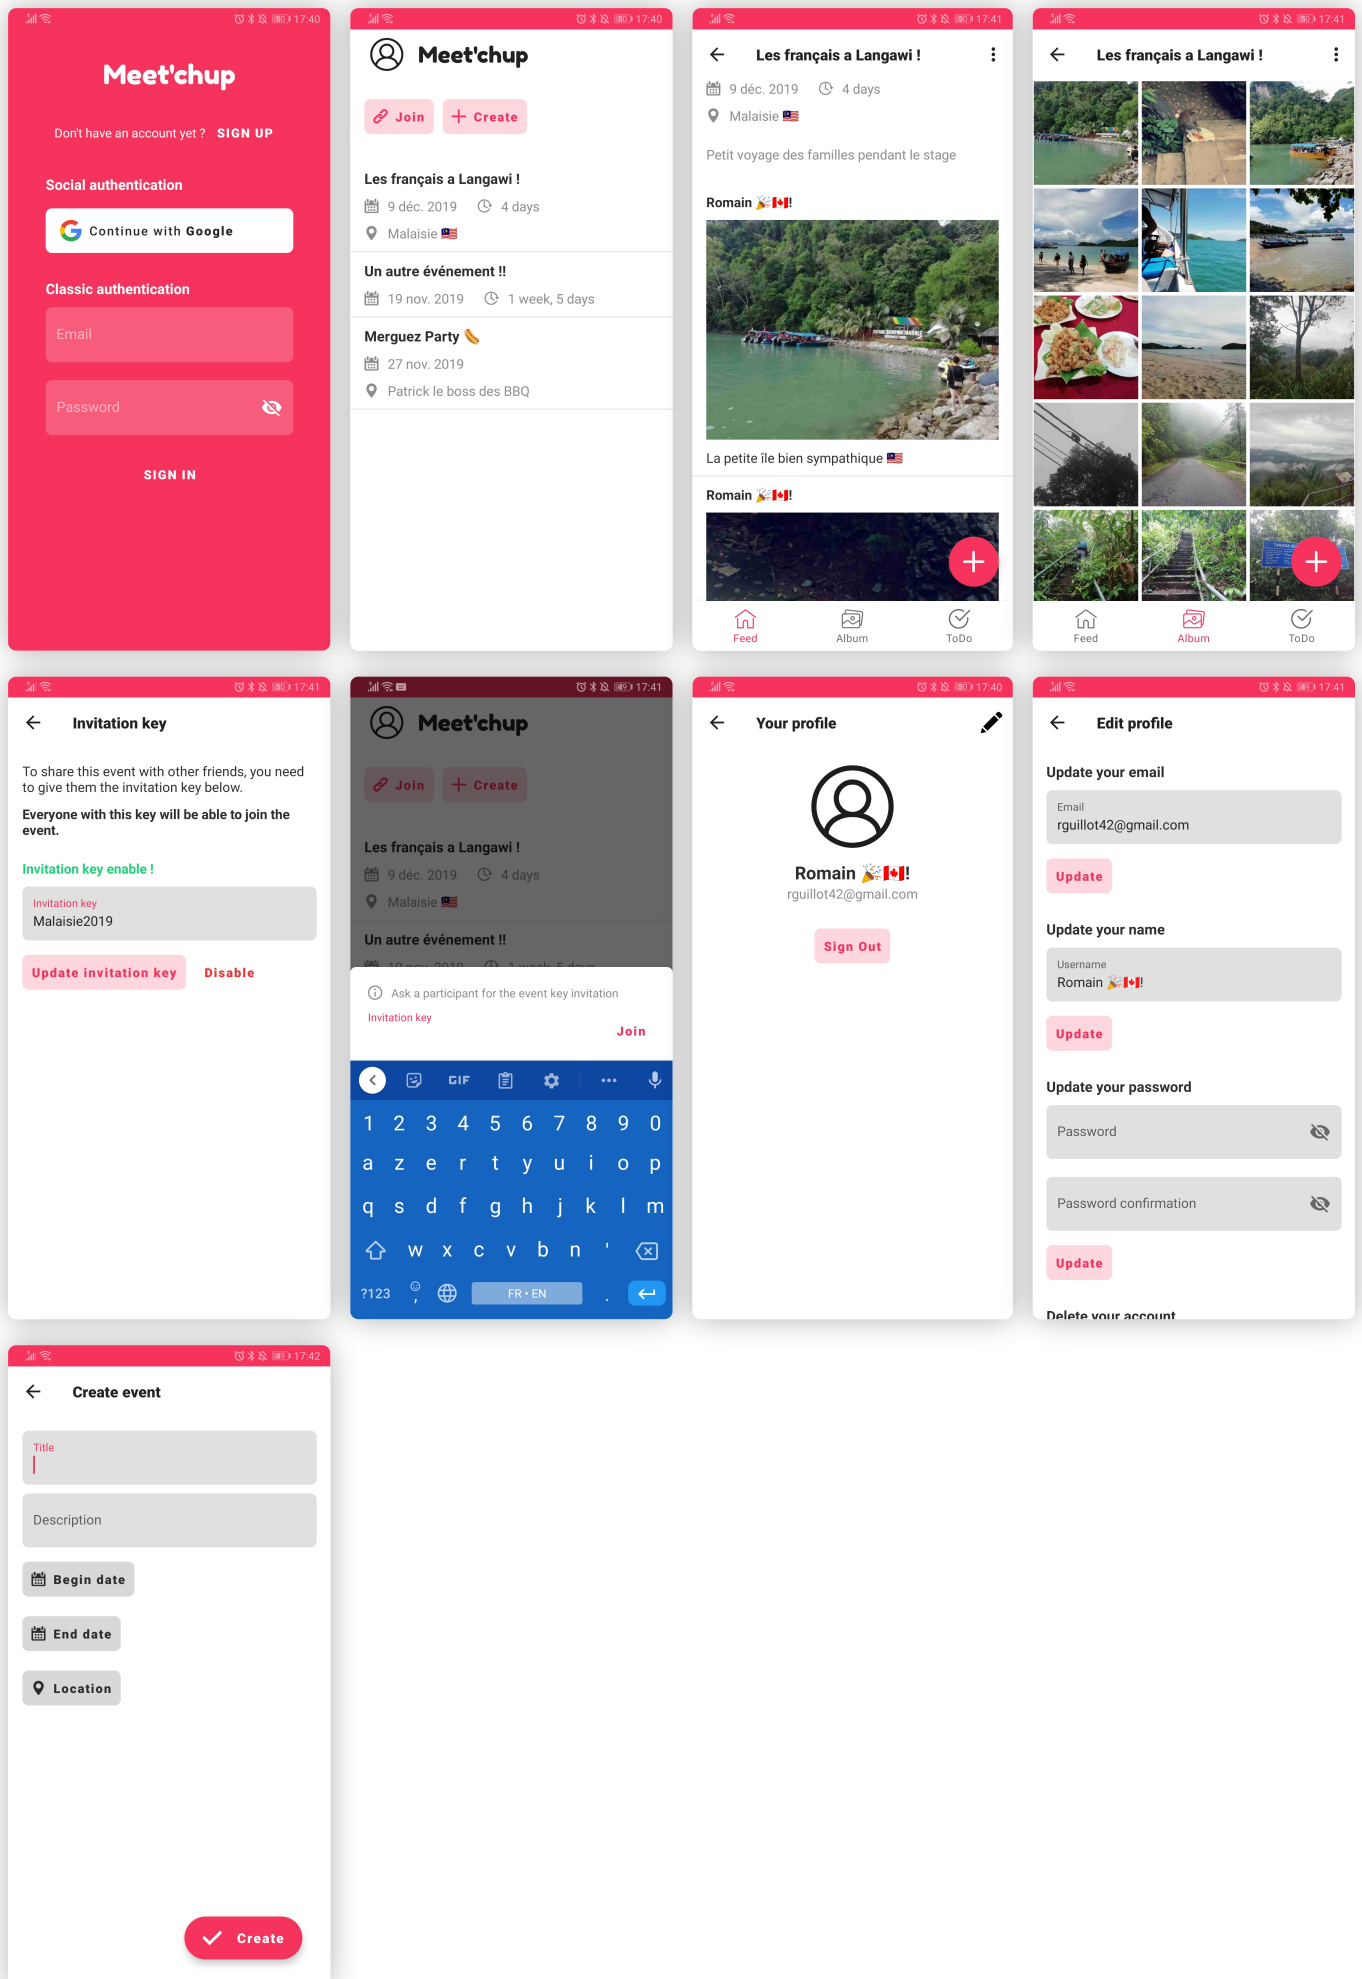 17:40
Meet'chup
Don't have an account yet ? SIGN UP
Social authentication
Continue with Google
Classic authentication
Email
Password
SIGN IN
17:40
Meet'chup
Join
Create
Les français a Langawi !
9 déc. 2019 4 days
Malaisie 🇲🇾
Un autre événement !!
19 nov. 2019 1 week, 5 days
Merguez Party 🌭
27 nov. 2019
Patrick le boss des BBQ
17:41
Les français a Langawi !
9 déc. 2019 4 days
Malaisie 🇲🇾
Petit voyage des familles pendant le stage
Romain 🎉🇨🇦!
La petite île bien sympathique 🇲🇾
Romain 🎉🇨🇦!
Feed Album ToDo
17:41
Les français a Langawi !
Feed Album ToDo
17:41
Invitation key
To share this event with other friends, you need
to give them the invitation key below.
Everyone with this key will be able to join the
event.
Invitation key enable !
Invitation key
Malaisie2019
Update invitation key Disable
17:41
Meet'chup
Join
Create
Les français a Langawi !
9 déc. 2019 4 days
Malaisie 🇲🇾
Un autre événement !!
19 nov. 2019 1 week, 5 days
Ask a participant for the event key invitation
Invitation key
Join
GIF
1 2 3 4 5 6 7 8 9 0
a z e r t y u i o p
q s d f g h j k l m
w x c v b n '
?123 , FR • EN .
17:40
Your profile
Romain 🎉🇨🇦!
rguillot42@gmail.com
Sign Out
17:41
Edit profile
Update your email
Email
rguillot42@gmail.com
Update
Update your name
Username
Romain 🎉🇨🇦!
Update
Update your password
Password
Password confirmation
Update
Delete your account
17:42
Create event
Title
Description
Begin date
End date
Location
Create